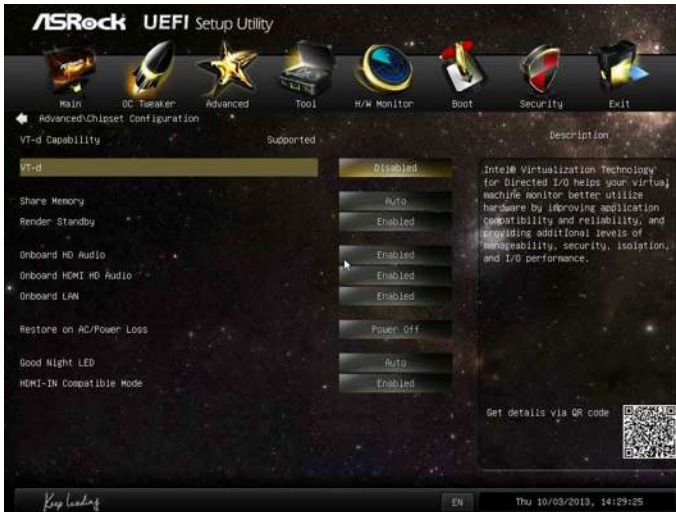 ASRock UEFI Setup Utility
Main OC Tweaker Advanced Tool H/W Monitor Boot Security Exit
Advanced\Chipset Configuration
Description
VT-d Capability Supported
VT-d Disabled
Share Memory Auto
Render Standby Enabled
Onboard HD Audio Enabled
Onboard HDMI HD Audio Enabled
Onboard LAN Enabled
Restore on AC/Power Loss Power Off
Good Night LED Auto
HDMI-IN Compatible Mode Enabled
Intel® Virtualization Technology
for Directed I/O helps your virtual
machine monitor better utilize
hardware by improving application
compatibility and reliability, and
providing additional levels of
manageability, security, isolation,
and I/O performance.
Get details via QR code
Keep Leading
EN
Thu 10/03/2013, 14:29:25